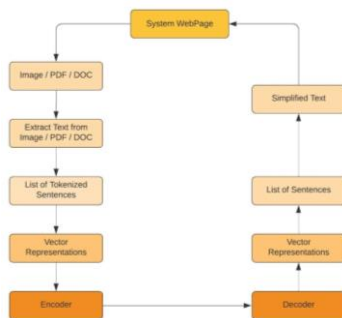 System WebPage
Image / PDF / DOC
Extract Text from
Image / PDF / DOC
List of Tokenized
Sentences
Vector
Representations
Encoder
Simplified Text
List of Sentences
Vector
Representations
Decoder